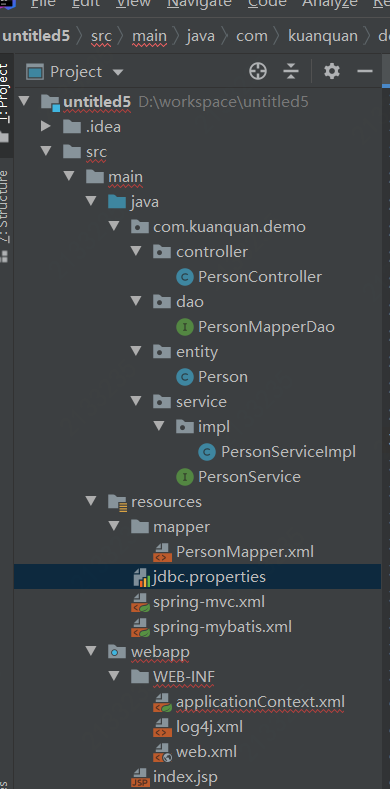 File Edit View Navigate Code Analyze Refa
untitled5 src main java com kuanquan d
Project
untitled5 D:\workspace\untitled5
.idea
src
main
java
com.kuanquan.demo
controller
PersonController
dao
PersonMapperDao
entity
Person
service
impl
PersonServiceImpl
PersonService
resources
mapper
PersonMapper.xml
jdbc.properties
spring-mvc.xml
spring-mybatis.xml
webapp
WEB-INF
applicationContext.xml
log4j.xml
web.xml
index.jsp
1: Project
7: Structure